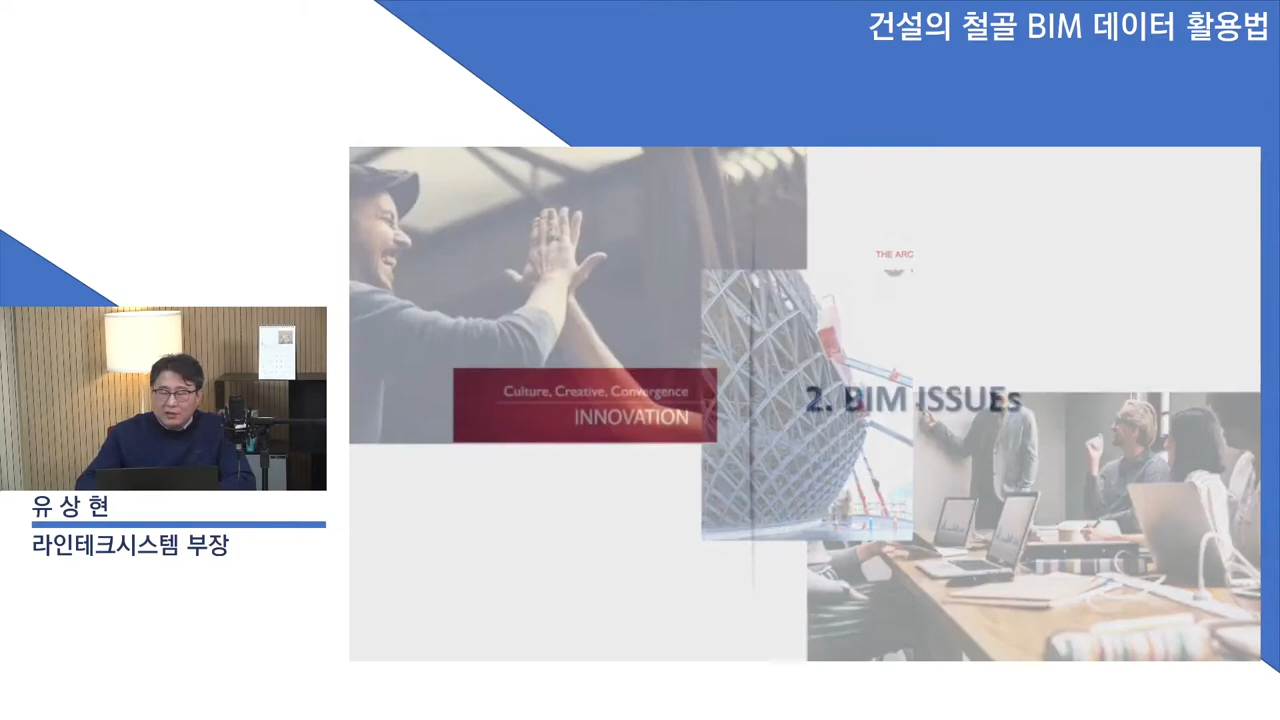 건설의 철골 BIM 데이터 활용법
THE ARC
Culture, Creative, Convergence
INNOVATION
2. BIM ISSUEs
유 상 현
라인테크시스템 부장